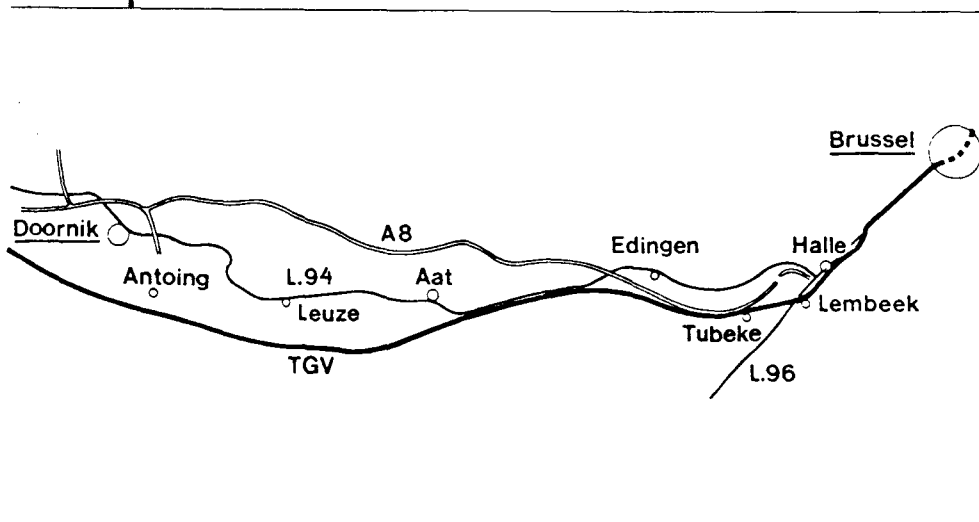 Brussel
Doornik
A8
Edingen
Halle
Antoing
L.94
Aat
Leuze
Lembeek
Tubeke
TGV
L.96